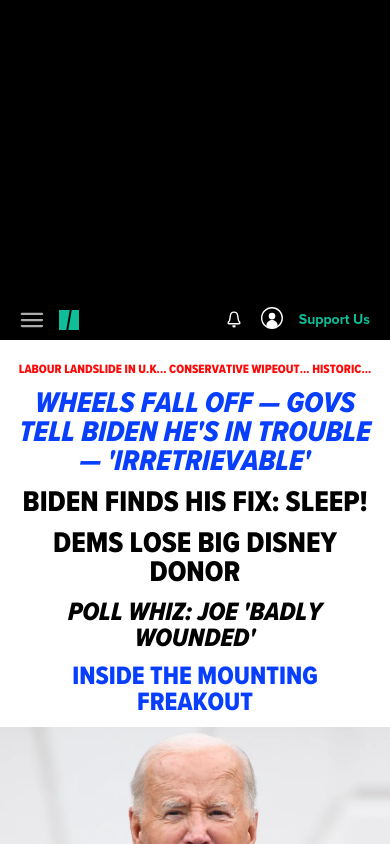 Support Us
LABOUR LANDSLIDE IN U.K... CONSERVATIVE WIPEOUT... HISTORIC...
WHEELS FALL OFF — GOVS
TELL BIDEN HE'S IN TROUBLE
— 'IRRETRIEVABLE'
BIDEN FINDS HIS FIX: SLEEP!
DEMS LOSE BIG DISNEY
DONOR
POLL WHIZ: JOE 'BADLY
WOUNDED'
INSIDE THE MOUNTING
FREAKOUT